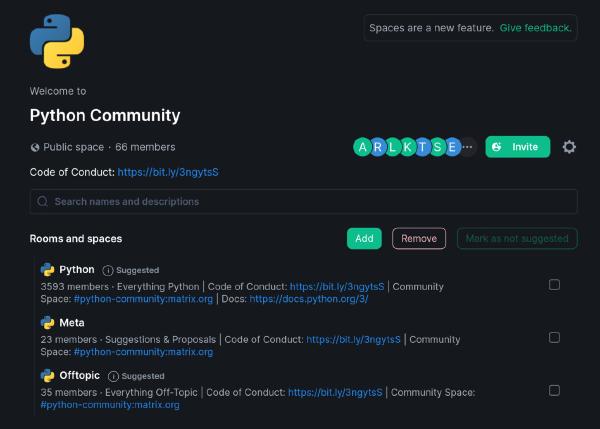 Spaces are a new feature. Give feedback.
Welcome to
Python Community
Public space · 66 members
A R L K T S E ···
Invite
Code of Conduct: https://bit.ly/3ngytsS
Search names and descriptions
Rooms and spaces
Add
Remove
Mark as not suggested
Python Suggested
3593 members · Everything Python | Code of Conduct: https://bit.ly/3ngytsS | Community
Space: #python-community:matrix.org | Docs: https://docs.python.org/3/
Meta
23 members · Suggestions & Proposals | Code of Conduct: https://bit.ly/3ngytsS | Community
Space: #python-community:matrix.org
Offtopic Suggested
35 members · Everything Off-Topic | Code of Conduct: https://bit.ly/3ngytsS | Community Space:
#python-community:matrix.org